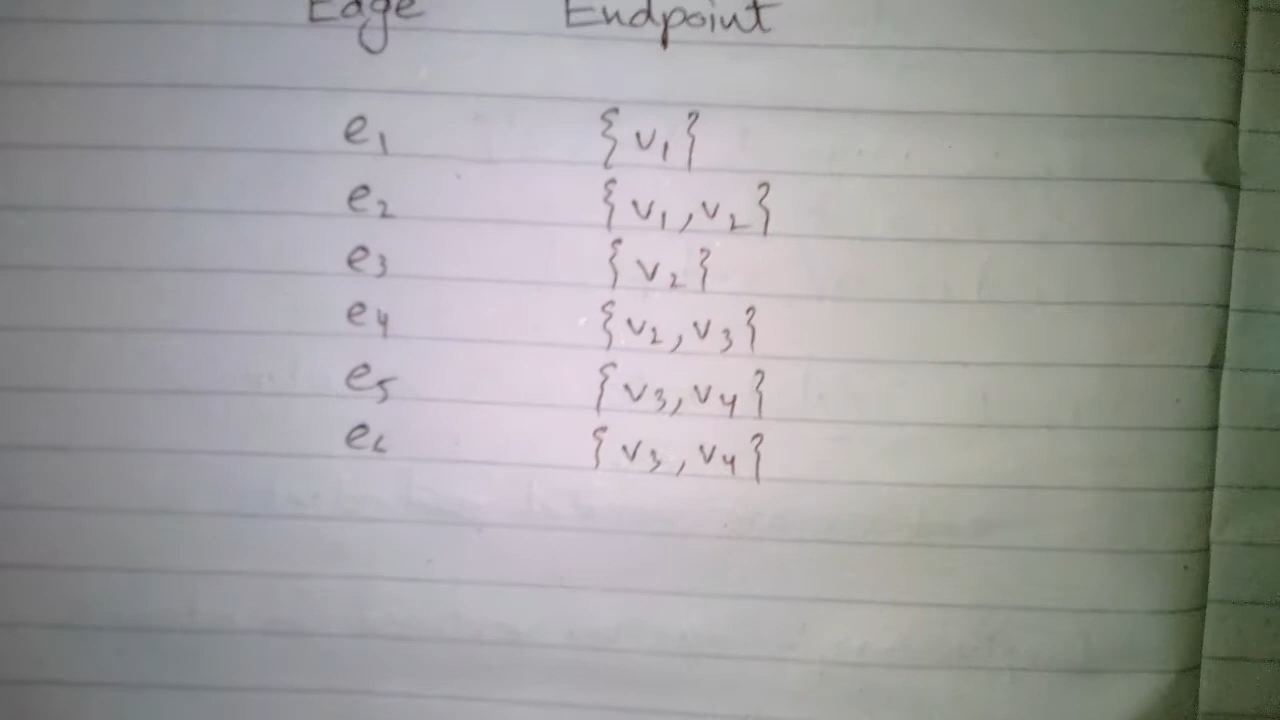 Edge Endpoint
e₁ {v₁}
e₂ {v₁,v₂}
e₃ {v₂}
e₄ {v₂,v₃}
e₅ {v₃,v₄}
e₆ {v₃,v₄}